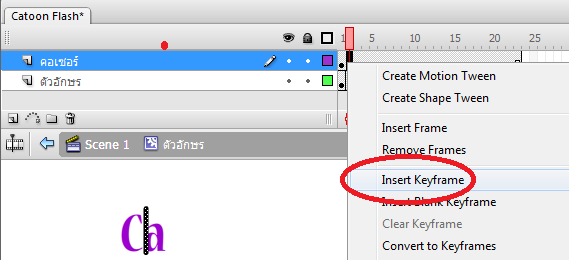 Catoon Flash*
1 5 10 15 20 25
คอเซอร์
ตัวอักษร
Scene 1 ตัวอักษร
Create Motion Tween
Create Shape Tween
Insert Frame
Remove Frames
Insert Keyframe
Insert Blank Keyframe
Clear Keyframe
Convert to Keyframes
Ca